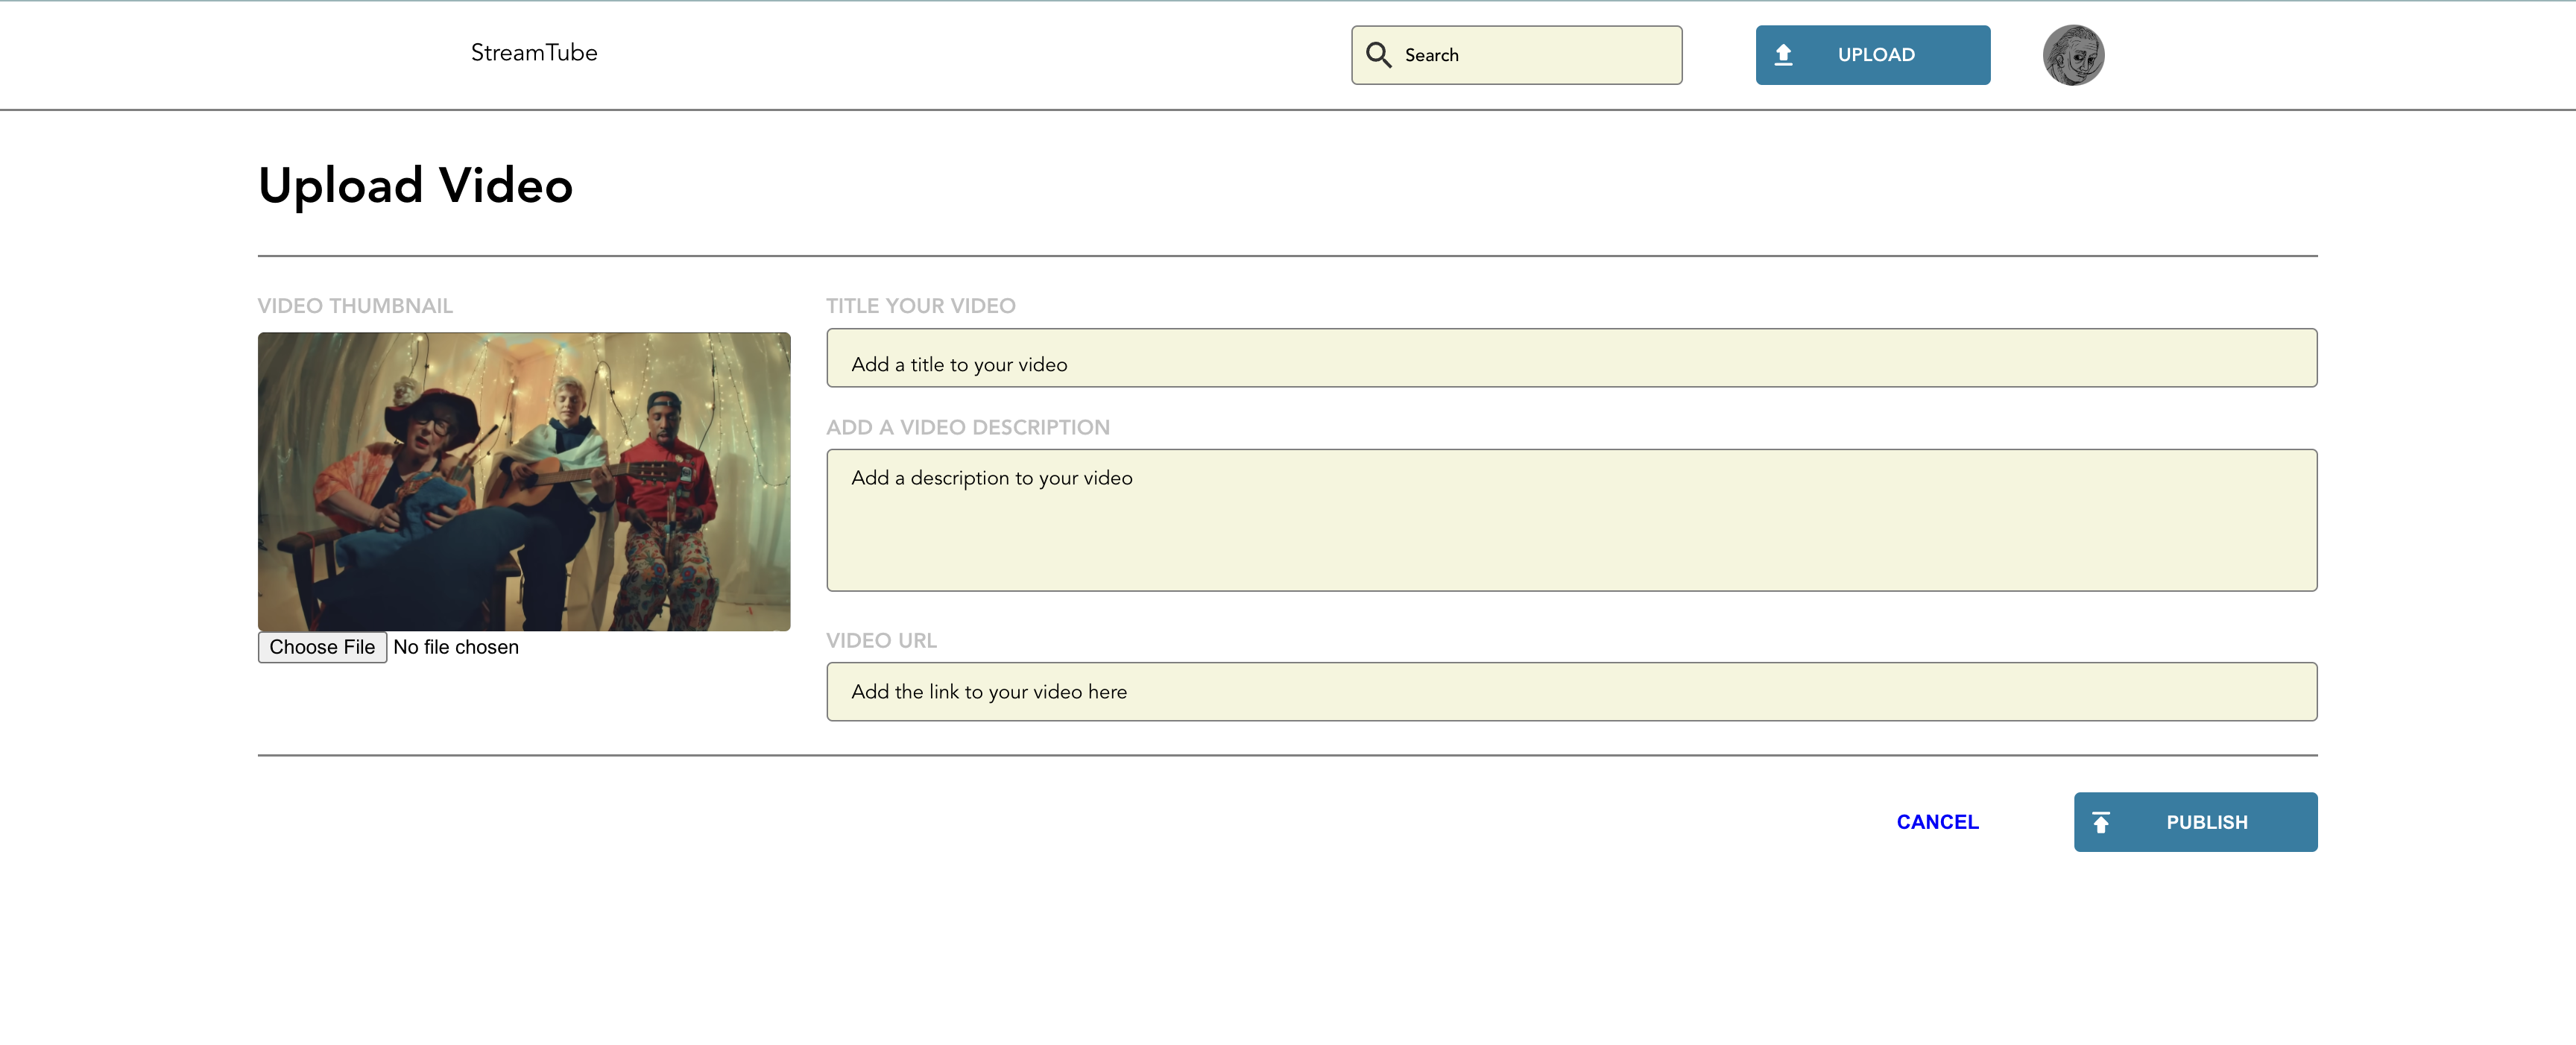 StreamTube
Search
UPLOAD
Upload Video
VIDEO THUMBNAIL
Choose File No file chosen
TITLE YOUR VIDEO
Add a title to your video
ADD A VIDEO DESCRIPTION
Add a description to your video
VIDEO URL
Add the link to your video here
CANCEL
PUBLISH